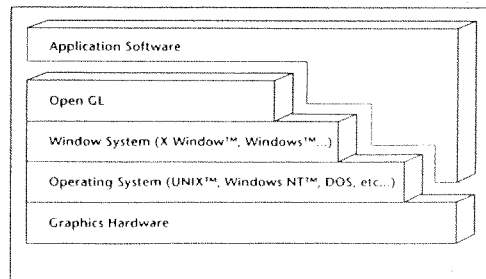 Application Software
Open GL
Window System (X Window™, Windows™...)
Operating System (UNIX™, Windows NT™, DOS, etc...)
Graphics Hardware